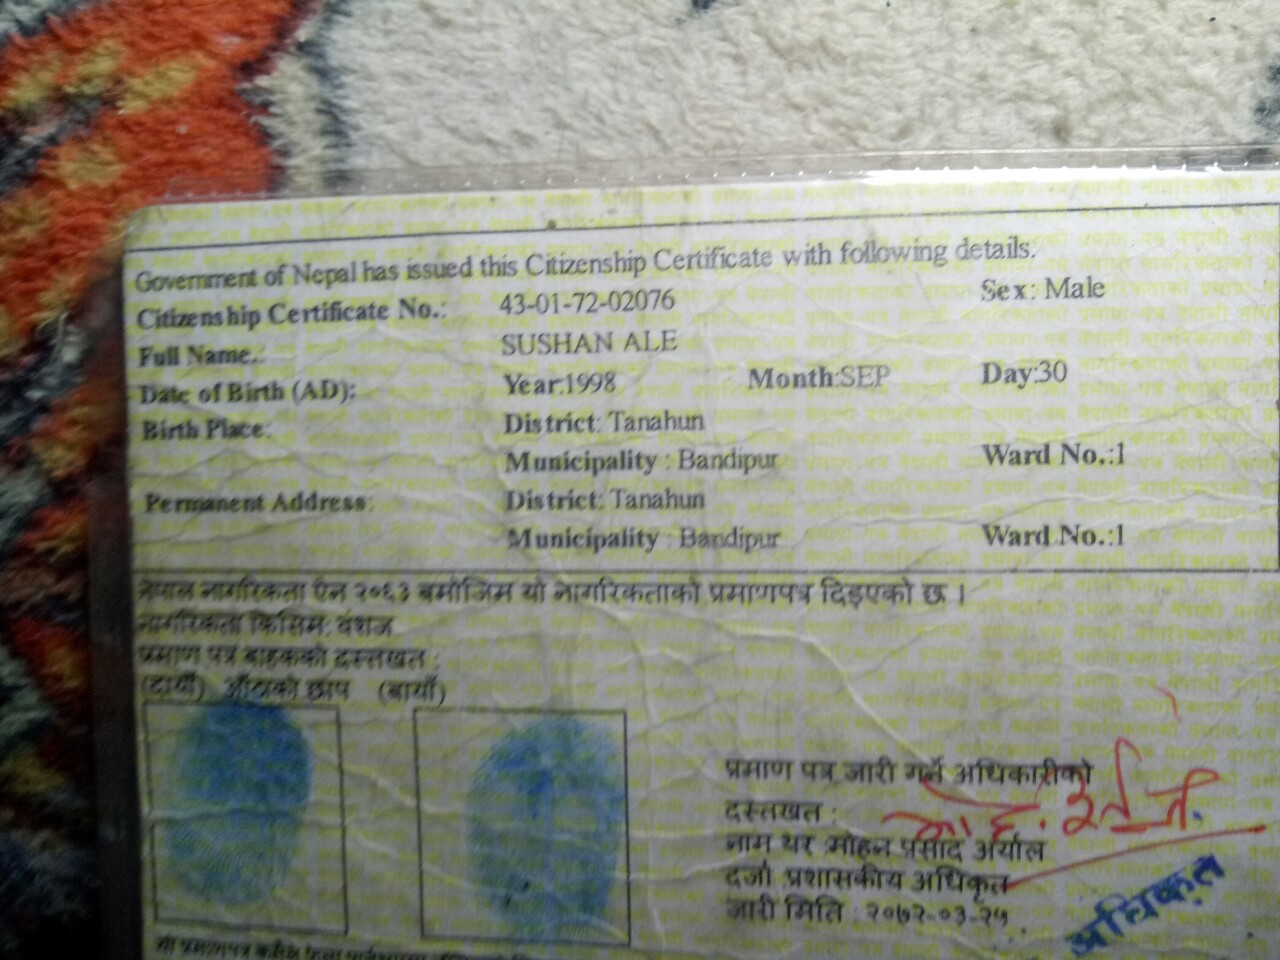 Government of Nepal has issued this Citizenship Certificate with following details.
Citizenship Certificate No.: 43-01-72-02076 Sex: Male
Full Name.: SUSHAN ALE
Date of Birth (AD): Year:1998 Month:SEP Day:30
Birth Place: District: Tanahun
Municipality : Bandipur Ward No.:1
Permanent Address: District: Tanahun
Municipality : Bandipur Ward No.:1
नेपाल नागरिकता ऐन २०६३ बमोजिम यो नागरिकताको प्रमाणपत्र दिइएको छ ।
नागरिकता किसिम: वंशज
प्रमाण पत्र बाहकको दस्तखत :
(दायाँ) औंठाको छाप (बायाँ)
प्रमाण पत्र जारी गर्ने अधिकारीको
दस्तखत :
नाम थर मोहन प्रसाद अर्याल
दर्जा प्रशासकीय अधिकृत
जारी मिति : २०७२-०३-२५
अधिकृत
यो प्रमाणपत्र